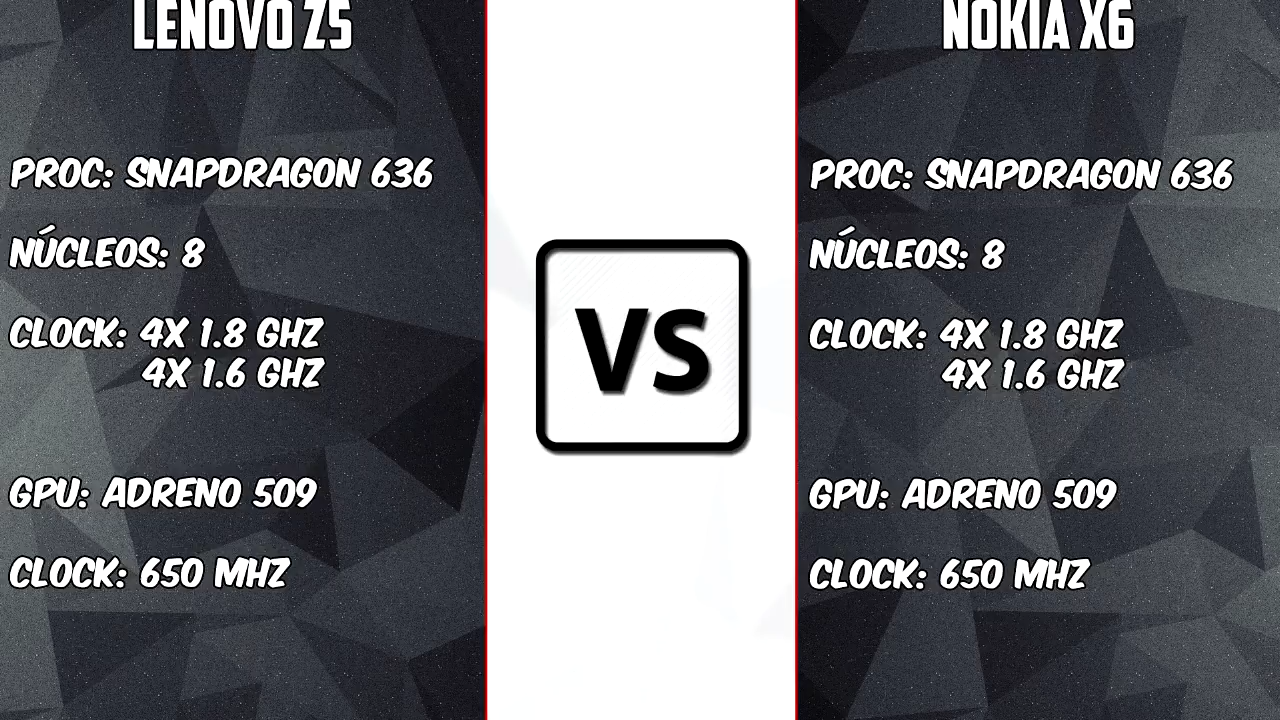 LENOVO Z5
PROC: SNAPDRAGON 636
NÚCLEOS: 8
CLOCK: 4X 1.8 GHZ
4X 1.6 GHZ
GPU: ADRENO 509
CLOCK: 650 MHZ
VS
NOKIA X6
PROC: SNAPDRAGON 636
NÚCLEOS: 8
CLOCK: 4X 1.8 GHZ
4X 1.6 GHZ
GPU: ADRENO 509
CLOCK: 650 MHZ